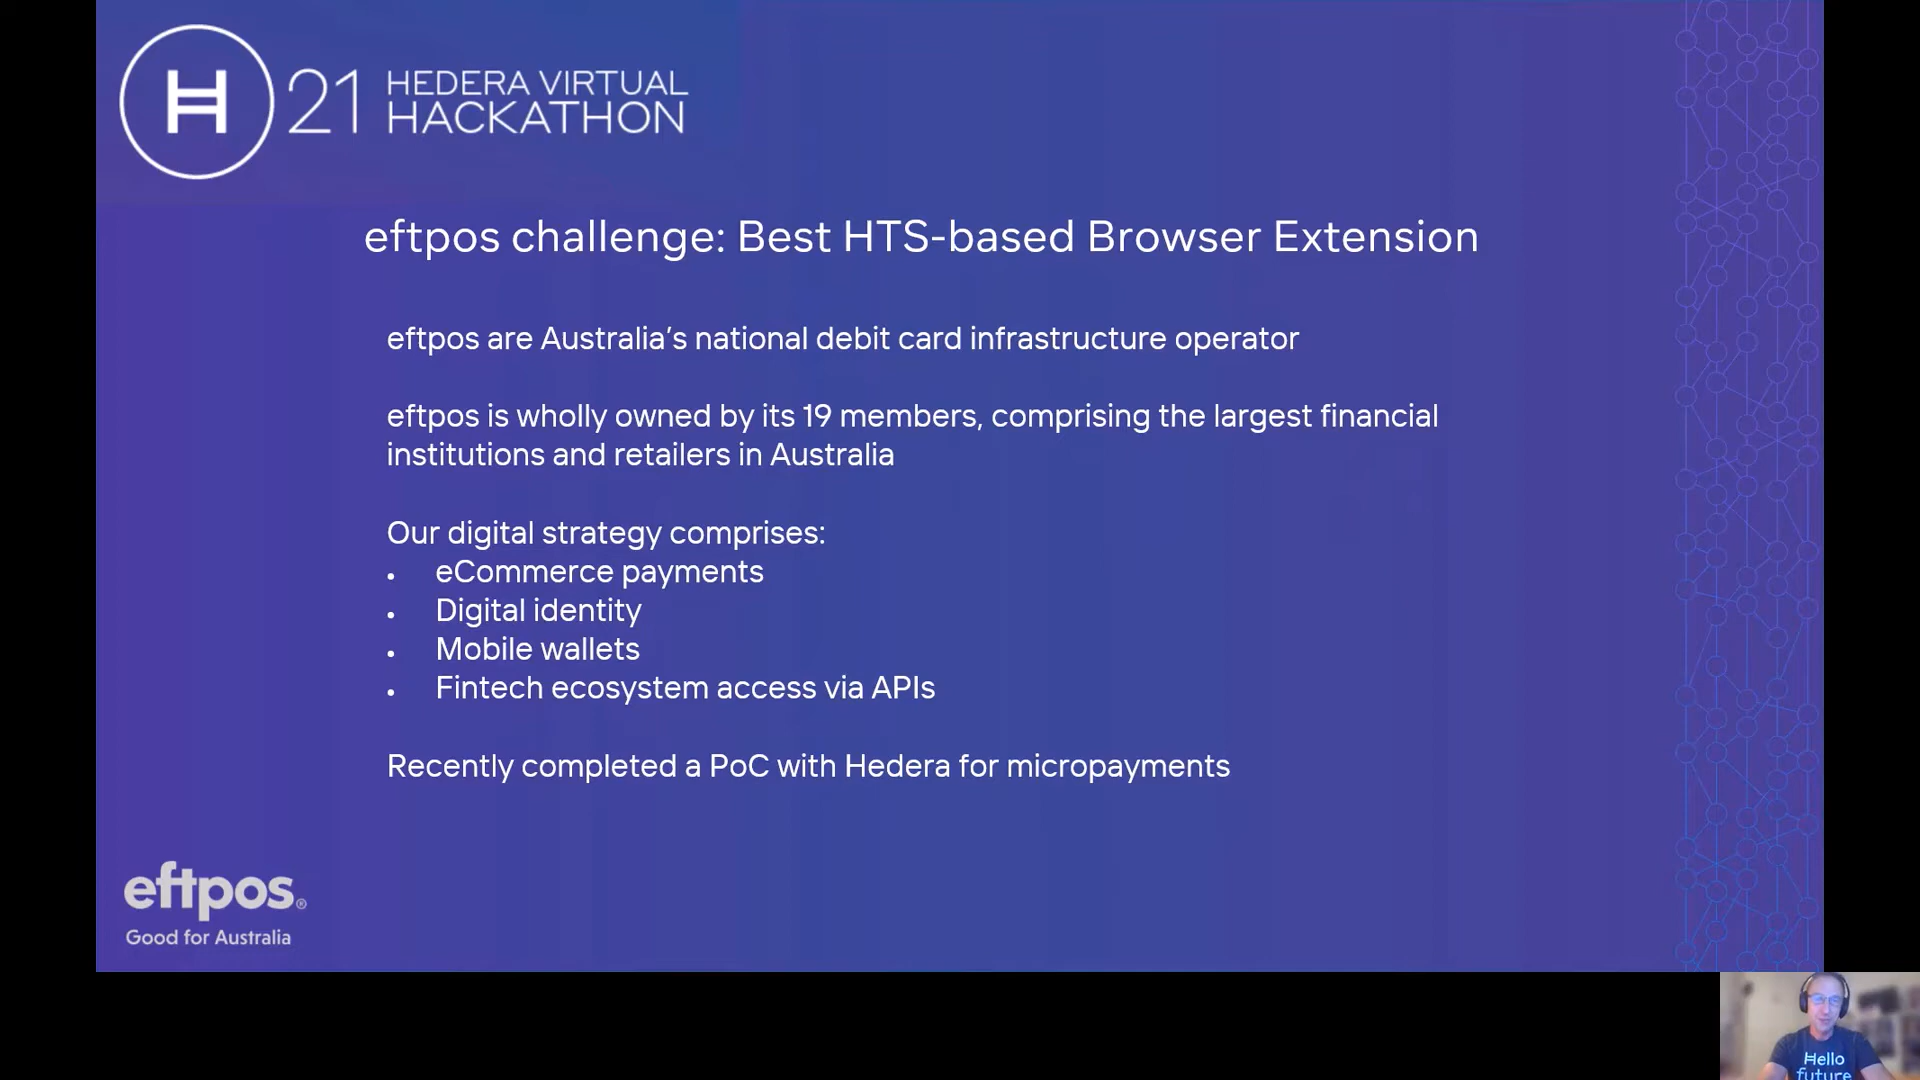 H 21 HEDERA VIRTUAL
HACKATHON
eftpos challenge: Best HTS-based Browser Extension
eftpos are Australia’s national debit card infrastructure operator
eftpos is wholly owned by its 19 members, comprising the largest financial
institutions and retailers in Australia
Our digital strategy comprises:
• eCommerce payments
• Digital identity
• Mobile wallets
• Fintech ecosystem access via APIs
Recently completed a PoC with Hedera for micropayments
eftpos®
Good for Australia
Hello
future